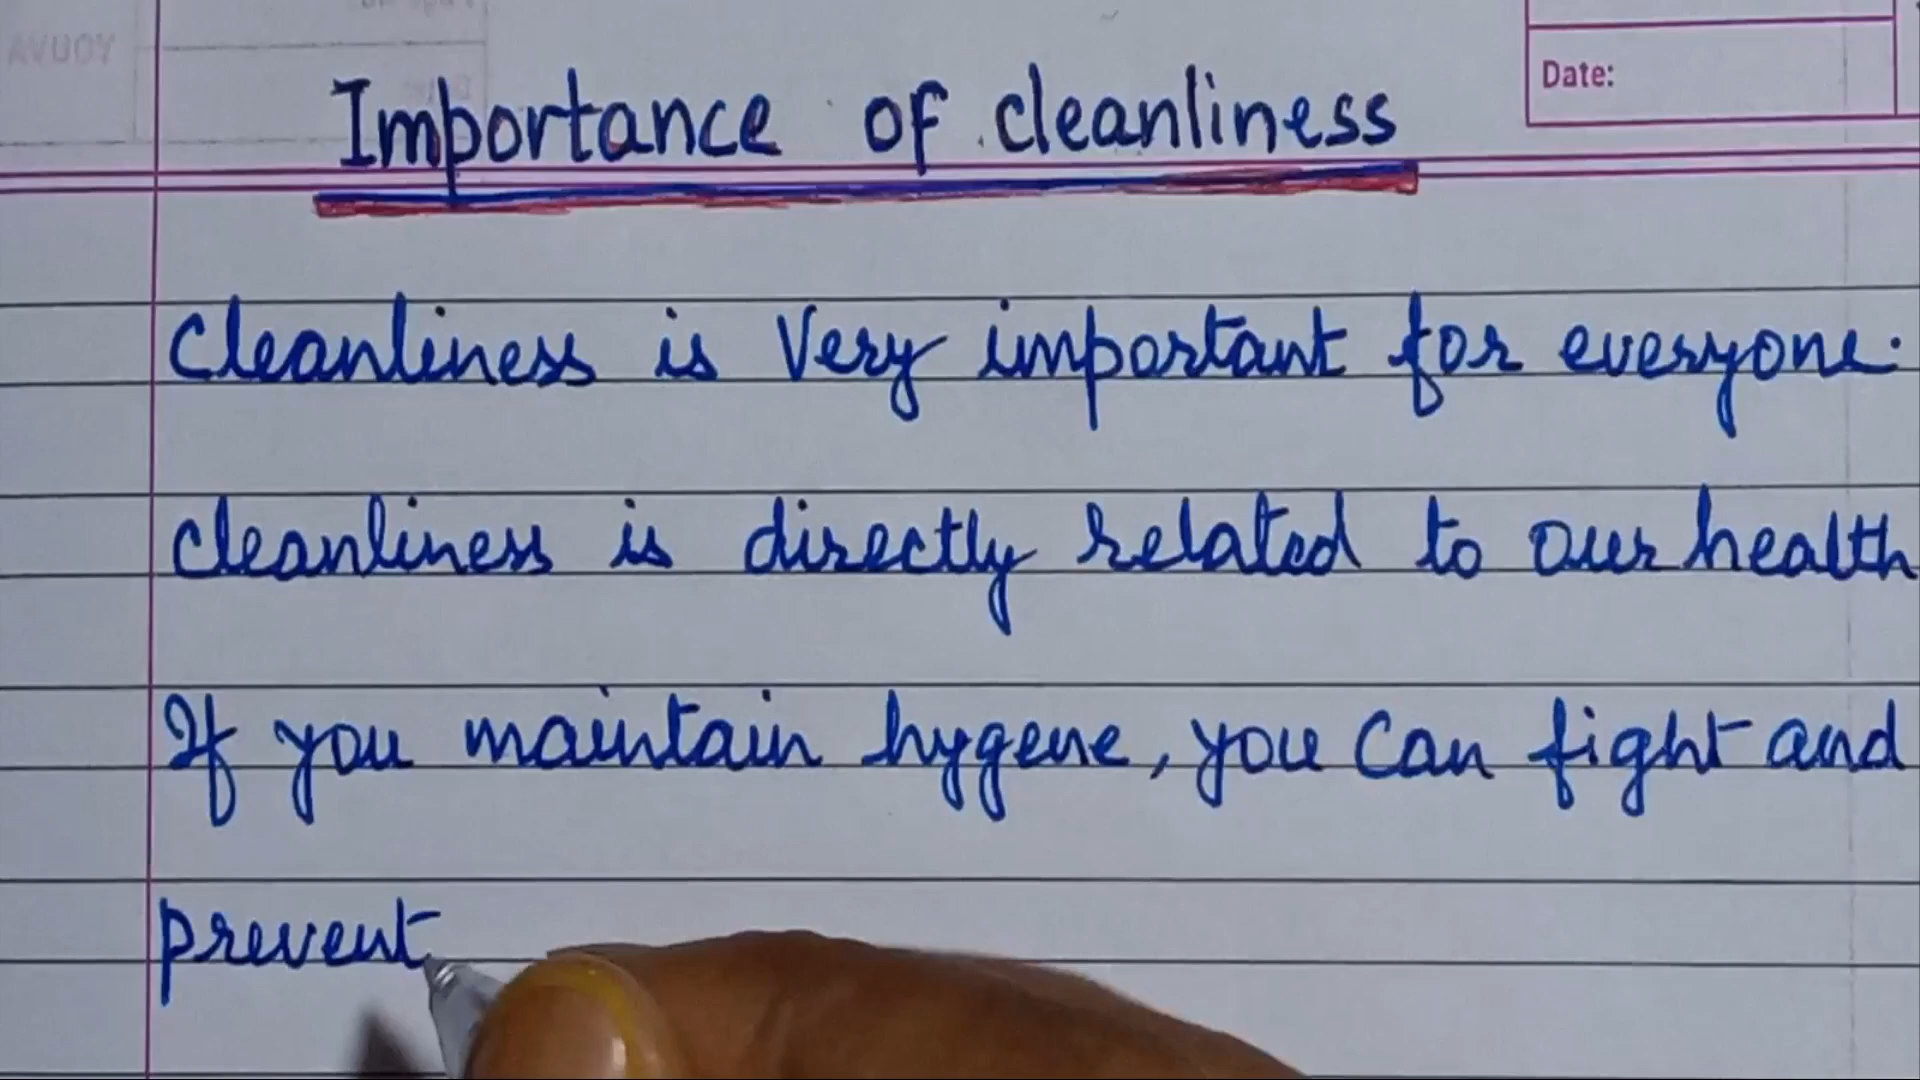 Date:
Importance of cleanliness
Cleanliness is Very important for everyone.
cleanliness is directly related to our health
If you maintain hygene, you can fight and
prevent